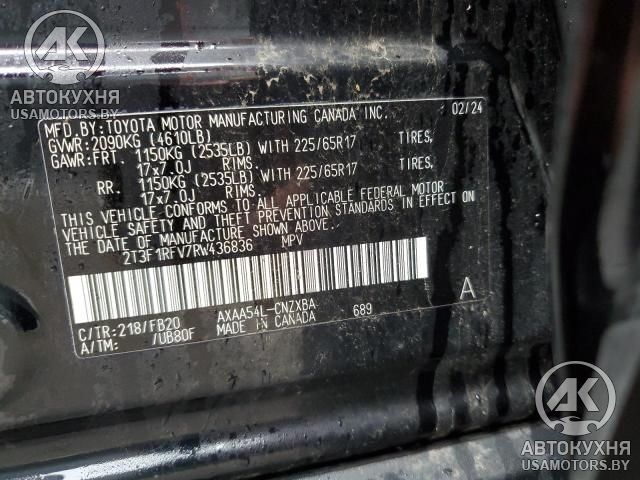 AK
АВТОКУХНЯ
USAMOTORS.BY
MFD. BY: TOYOTA MOTOR MANUFACTURING CANADA INC. 02/24
GVWR: 2090KG (4610LB)
GAWR: FRT. 1150KG (2535LB) WITH 225/65R17 TIRES,
17x7.0J RIMS.
RR. 1150KG (2535LB) WITH 225/65R17 TIRES,
17x7.0J RIMS.
THIS VEHICLE CONFORMS TO ALL APPLICABLE FEDERAL MOTOR
VEHICLE SAFETY AND THEFT PREVENTION STANDARDS IN EFFECT ON
THE DATE OF MANUFACTURE SHOWN ABOVE.
2T3F1RFV7RW436836 MPV
C/TR: 218/FB20 AXAA54L-CNZXBA 689 A
A/TM: /UB80F MADE IN CANADA
AK
АВТОКУХНЯ
USAMOTORS.BY